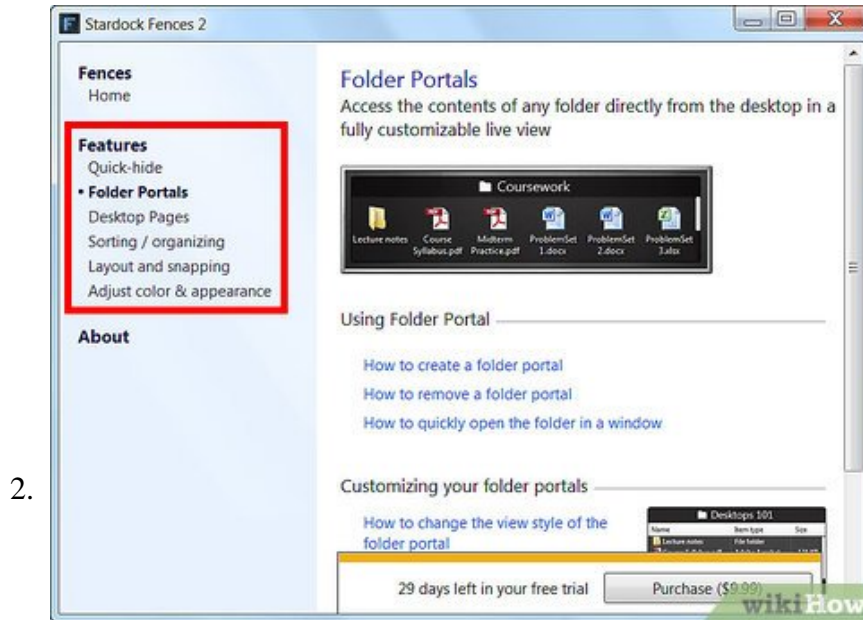 Stardock Fences 2
Fences
Home
Features
Quick-hide
• Folder Portals
Desktop Pages
Sorting / organizing
Layout and snapping
Adjust color & appearance
About
Folder Portals
Access the contents of any folder directly from the desktop in a
fully customizable live view
Coursework
Lecture notes
Course
Syllabus.pdf
Midterm
Practice.pdf
ProblemSet
1.docx
ProblemSet
2.docx
ProblemSet
3.xlsx
Using Folder Portal
How to create a folder portal
How to remove a folder portal
How to quickly open the folder in a window
2.
Customizing your folder portals
How to change the view style of the
folder portal
Desktops 101
Name Item type Size
Lecture notes File folder
29 days left in your free trial
Purchase ($9.99)
wikiHow